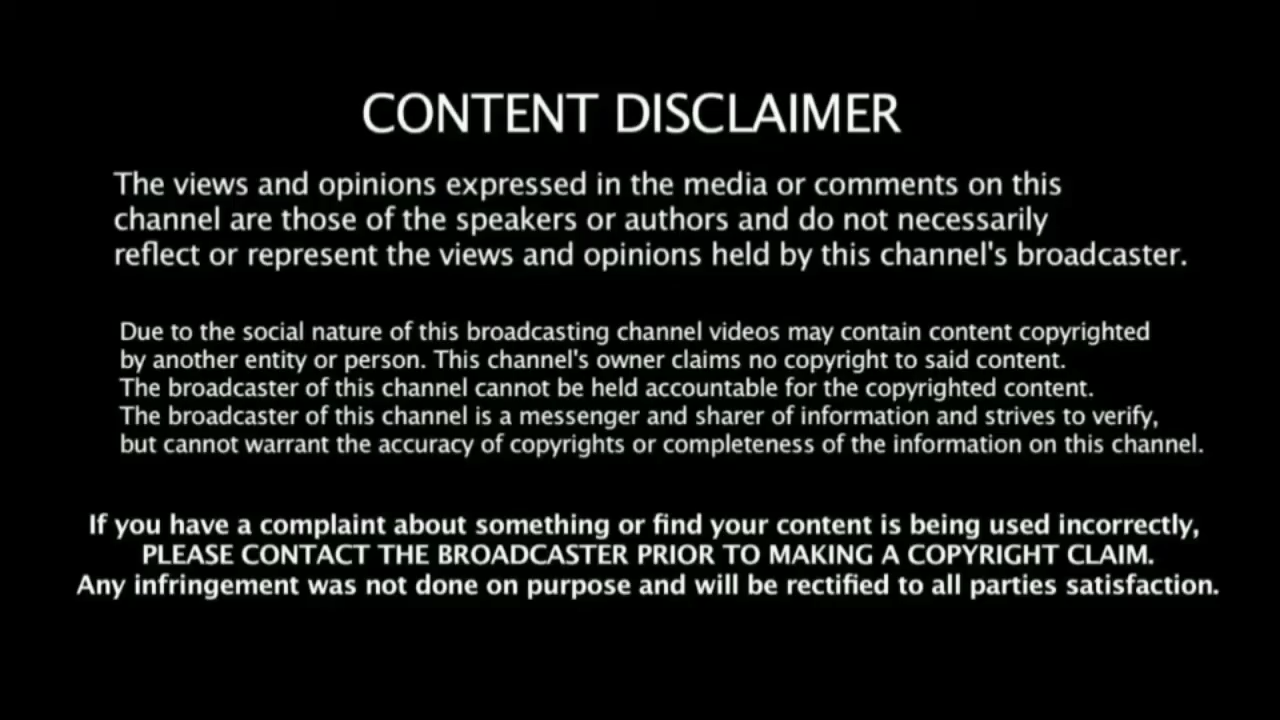 CONTENT DISCLAIMER
The views and opinions expressed in the media or comments on this
channel are those of the speakers or authors and do not necessarily
reflect or represent the views and opinions held by this channel's broadcaster.
Due to the social nature of this broadcasting channel videos may contain content copyrighted
by another entity or person. This channel's owner claims no copyright to said content.
The broadcaster of this channel cannot be held accountable for the copyrighted content.
The broadcaster of this channel is a messenger and sharer of information and strives to verify,
but cannot warrant the accuracy of copyrights or completeness of the information on this channel.
If you have a complaint about something or find your content is being used incorrectly,
PLEASE CONTACT THE BROADCASTER PRIOR TO MAKING A COPYRIGHT CLAIM.
Any infringement was not done on purpose and will be rectified to all parties satisfaction.